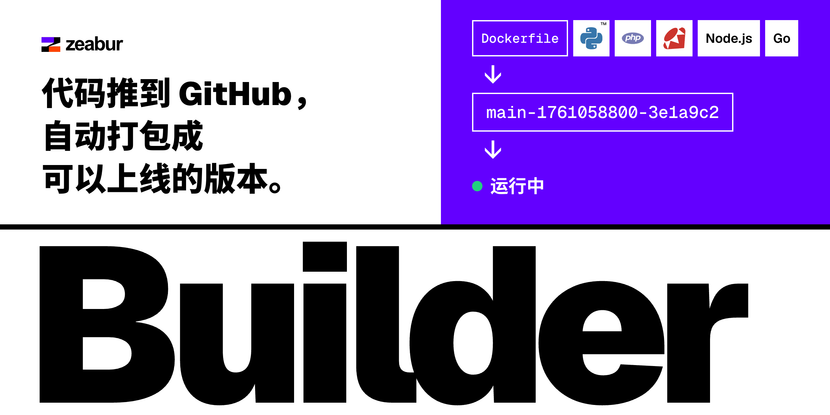 zeabur
代码推到 GitHub，
自动打包成
可以上线的版本。
Dockerfile
TM
php
Node.js
Go
main-1761058800-3e1a9c2
运行中
Builder